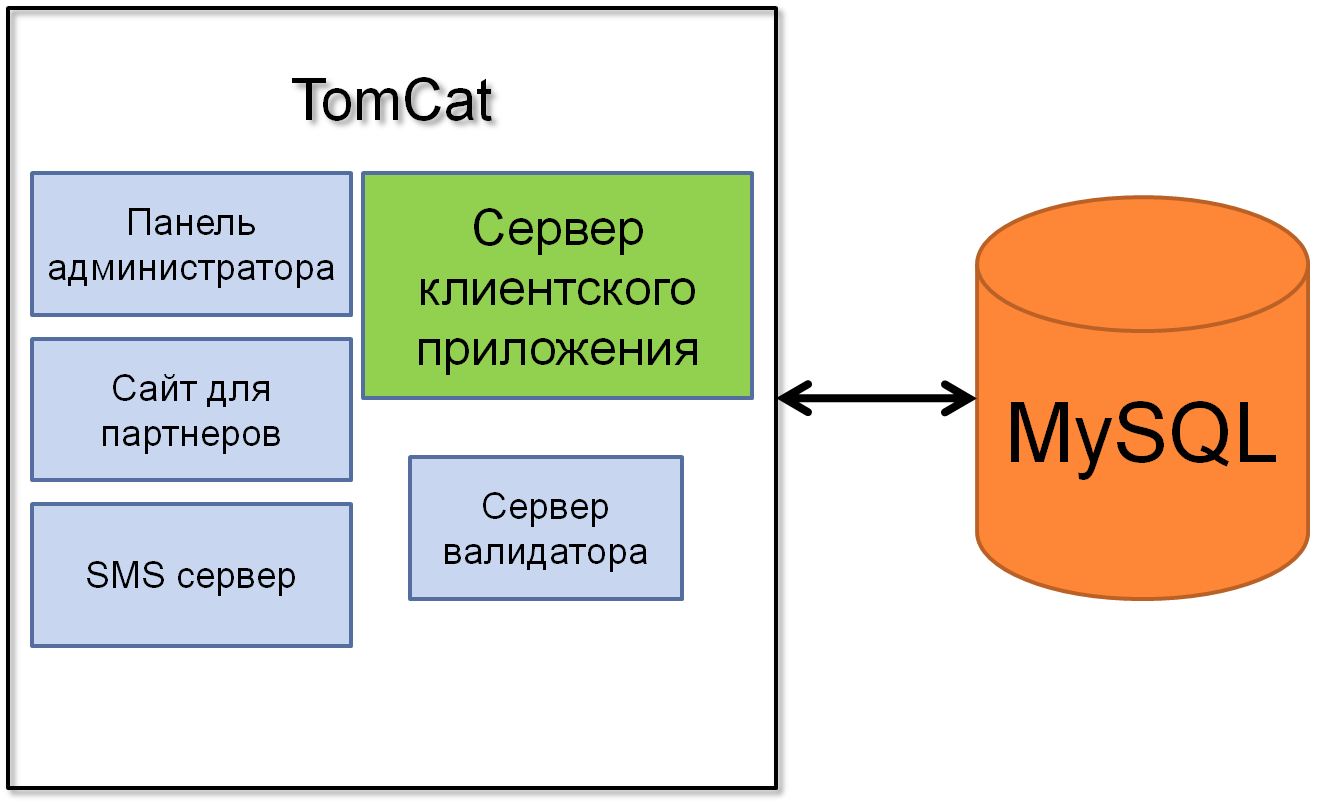 TomCat
Панель
администратора
Сервер
клиентского
приложения
Сайт для
партнеров
SMS сервер
Сервер
валидатора
MySQL